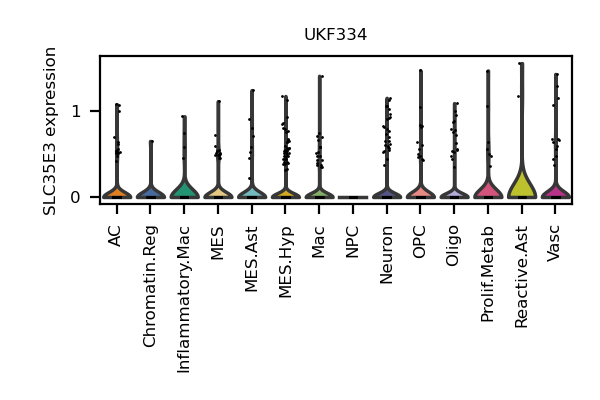 UKF334
SLC35E3 expression
1
0
AC
Chromatin.Reg
Inflammatory.Mac
MES
MES.Ast
MES.Hyp
Mac
NPC
Neuron
OPC
Oligo
Prolif.Metab
Reactive.Ast
Vasc